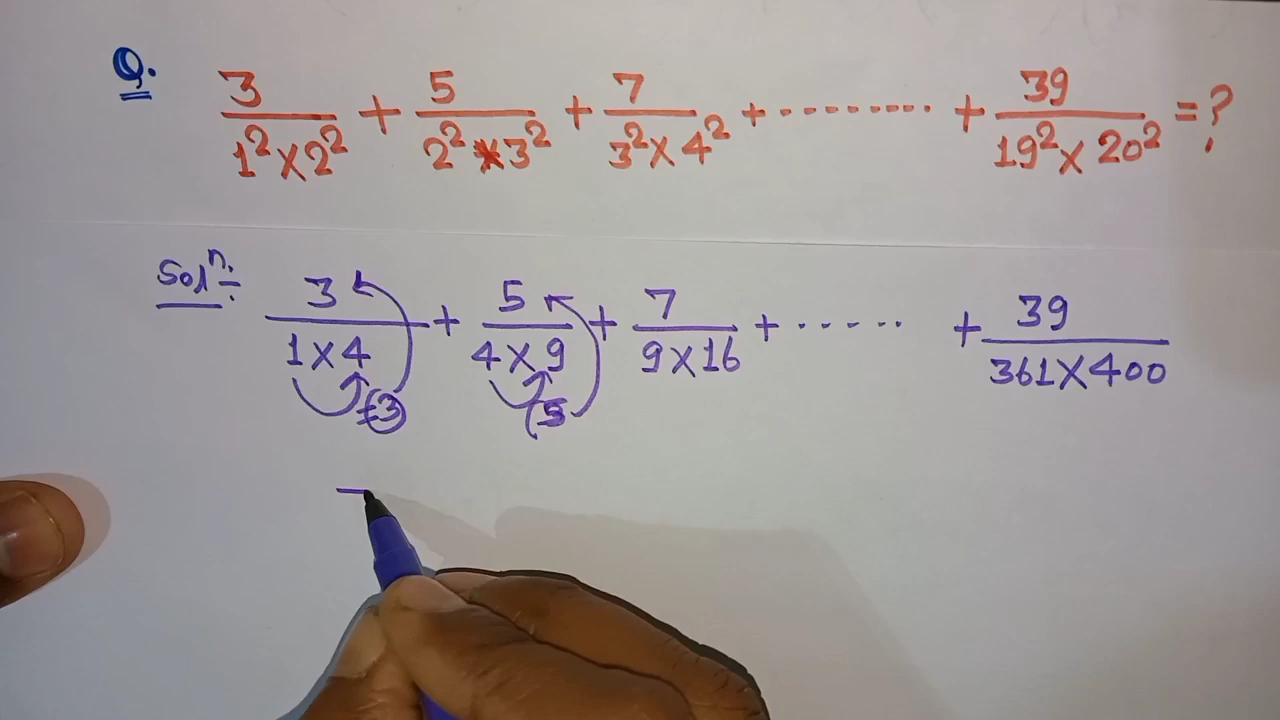 Q. 3/(1² × 2²) + 5/(2² × 3²) + 7/(3² × 4²) + ········· + 39/(19² × 20²) = ?
Solⁿ:- 3/(1 × 4) + 5/(4 × 9) + 7/(9 × 16) + ······ + 39/(361 × 400)
3 5